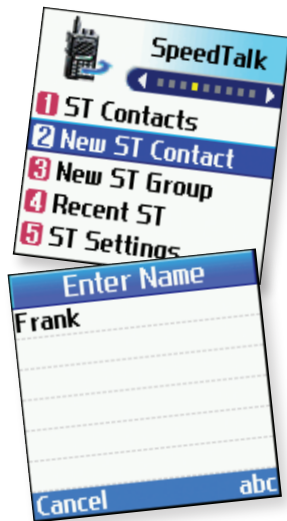 SpeedTalk
1 ST Contacts
2 New ST Contact
3 New ST Group
4 Recent ST
5 ST Settings
Enter Name
Frank
Cancel abc